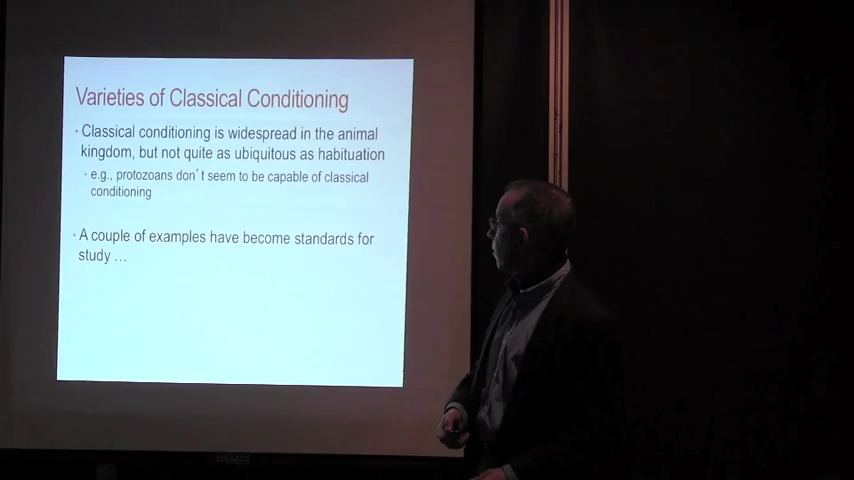 Varieties of Classical Conditioning
• Classical conditioning is widespread in the animal
kingdom, but not quite as ubiquitous as habituation
• e.g., protozoans don't seem to be capable of classical
conditioning
• A couple of examples have become standards for
study …